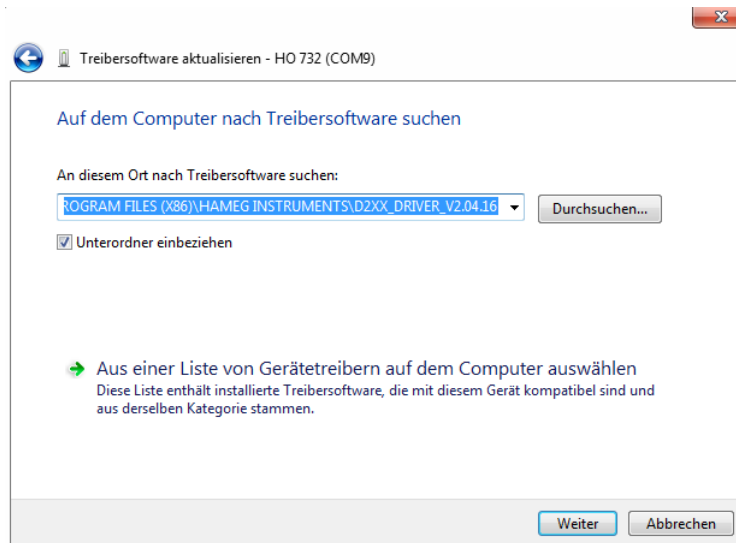 Treibersoftware aktualisieren - HO 732 (COM9)
Auf dem Computer nach Treibersoftware suchen
An diesem Ort nach Treibersoftware suchen:
ROGRAM FILES (X86)\HAMEG INSTRUMENTS\D2XX_DRIVER_V2.04.16
Durchsuchen...
Unterordner einbeziehen
Aus einer Liste von Gerätetreibern auf dem Computer auswählen
Diese Liste enthält installierte Treibersoftware, die mit diesem Gerät kompatibel sind und
aus derselben Kategorie stammen.
Weiter
Abbrechen